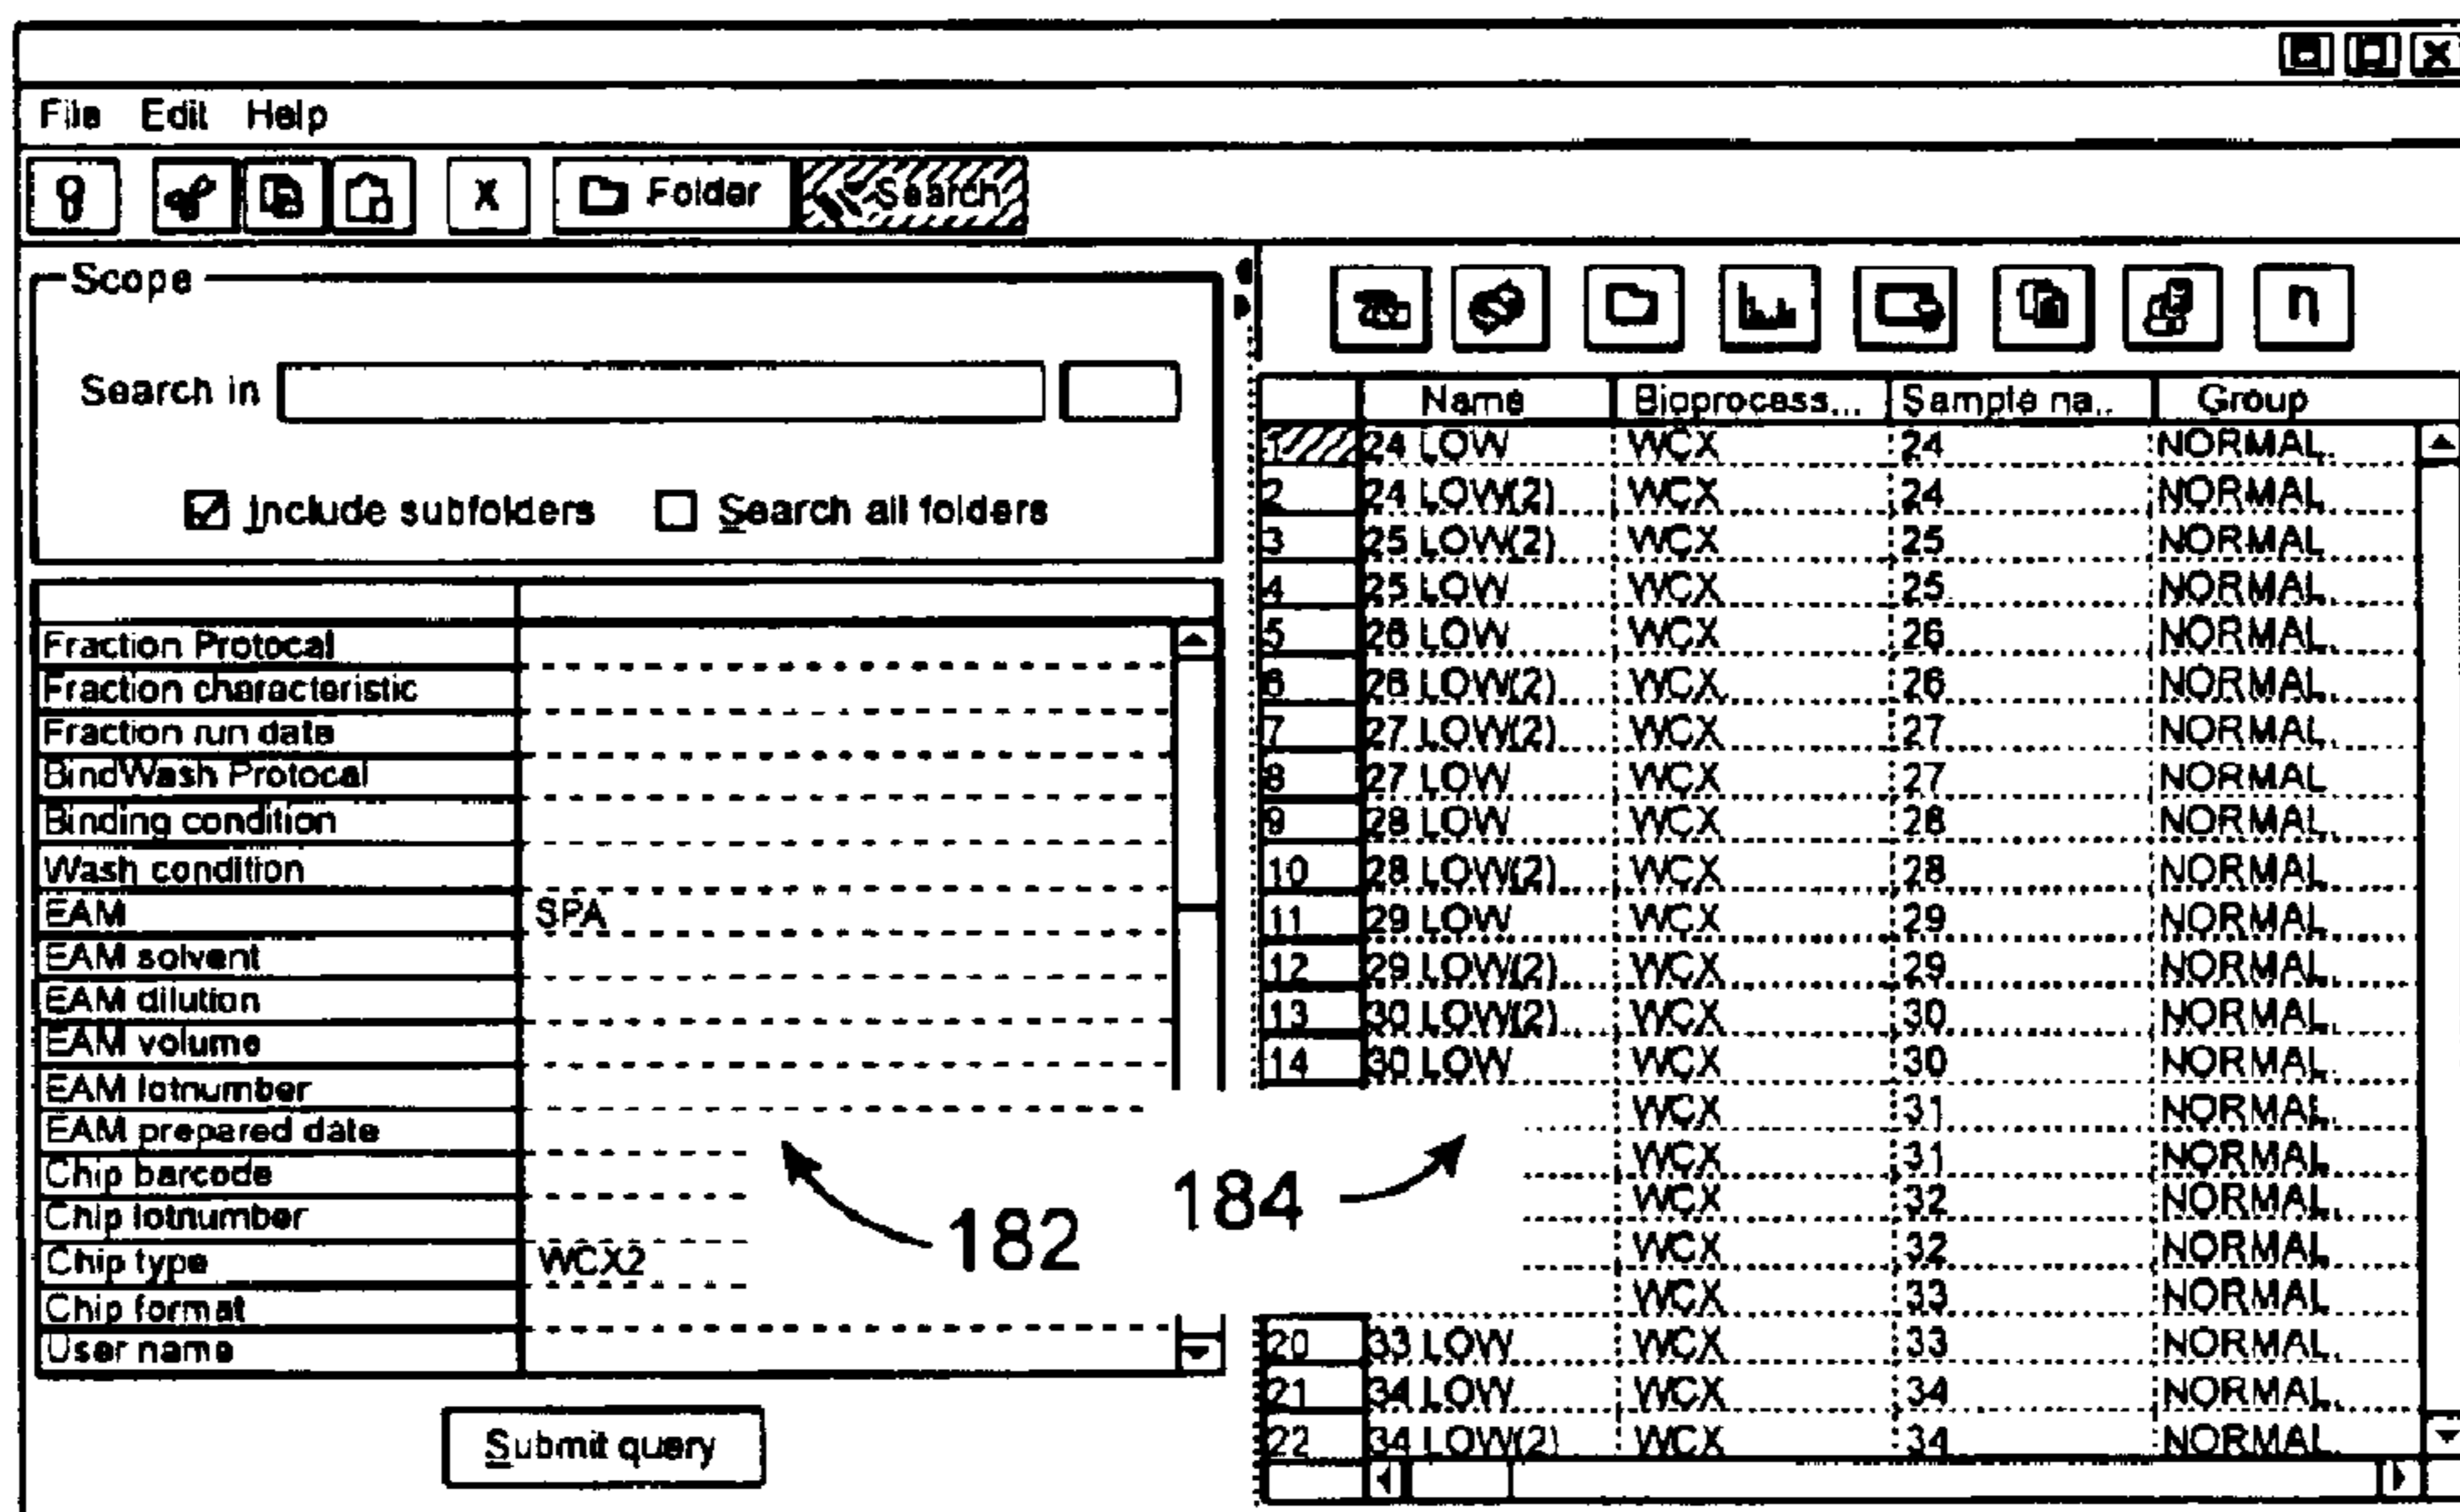 File Edit Help
X Folder Search
Scope
Search in
Include subfolders Search all folders
Fraction Protocal
Fraction characteristic
Fraction run date
BindWash Protocal
Binding condition
Wash condition
EAM SPA
EAM solvent
EAM dilution
EAM volume
EAM lotnumber
EAM prepared date
Chip barcode
Chip lotnumber
Chip type WCX2
Chip format
User name
Submit query
182
184
n
Name Bioprocess... Sample na.. Group
1 24 LOW WCX 24 NORMAL
2 24 LOW(2) WCX 24 NORMAL
3 25 LOW(2) WCX 25 NORMAL
4 25 LOW WCX 25 NORMAL
5 26 LOW WCX 26 NORMAL
6 26 LOW(2) WCX 26 NORMAL
7 27 LOW(2) WCX 27 NORMAL
8 27 LOW WCX 27 NORMAL
9 28 LOW WCX 28 NORMAL
10 28 LOW(2) WCX 28 NORMAL
11 29 LOW WCX 29 NORMAL
12 29 LOW(2) WCX 29 NORMAL
13 30 LOW(2) WCX 30 NORMAL
14 30 LOW WCX 30 NORMAL
WCX 31 NORMAL
WCX 31 NORMAL
WCX 32 NORMAL
WCX 32 NORMAL
WCX 33 NORMAL
20 33 LOW WCX 33 NORMAL
21 34 LOW WCX 34 NORMAL
22 34 LOW(2) WCX 34 NORMAL